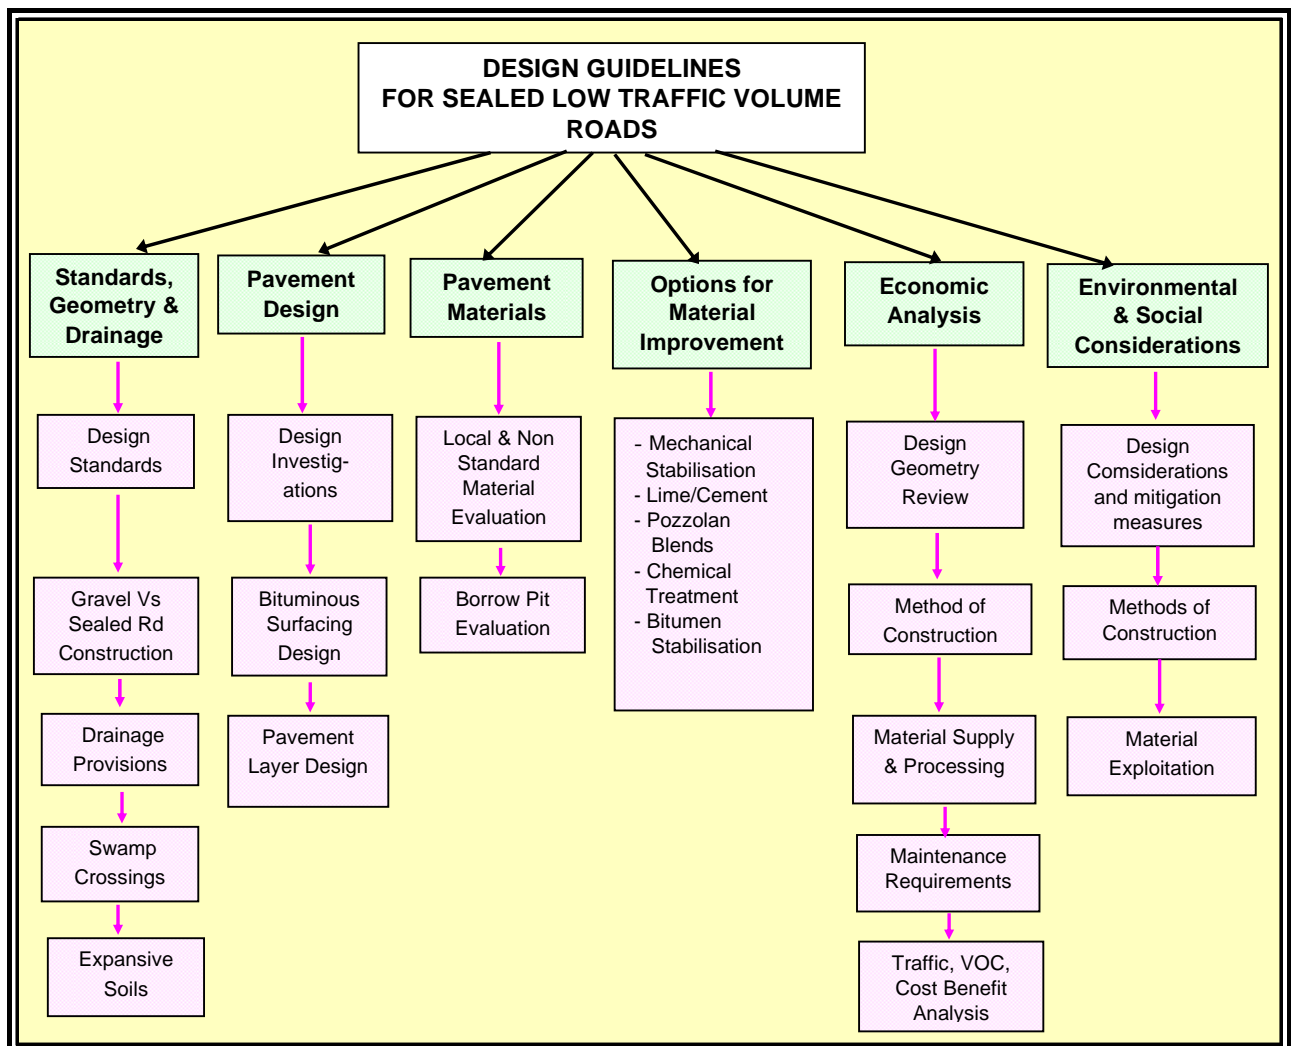 DESIGN GUIDELINES
FOR SEALED LOW TRAFFIC VOLUME
ROADS
Standards,
Geometry &
Drainage
Design
Standards
Gravel Vs
Sealed Rd
Construction
Drainage
Provisions
Swamp
Crossings
Expansive
Soils
Pavement
Design
Design
Investig-
ations
Bituminous
Surfacing
Design
Pavement
Layer Design
Pavement
Materials
Local & Non
Standard
Material
Evaluation
Borrow Pit
Evaluation
Options for
Material
Improvement
- Mechanical
Stabilisation
- Lime/Cement
- Pozzolan
Blends
- Chemical
Treatment
- Bitumen
Stabilisation
Economic
Analysis
Design
Geometry
Review
Method of
Construction
Material Supply
& Processing
Maintenance
Requirements
Traffic, VOC,
Cost Benefit
Analysis
Environmental
& Social
Considerations
Design
Comsiderations
and mitigation
measures
Methods of
Construction
Material
Exploitation